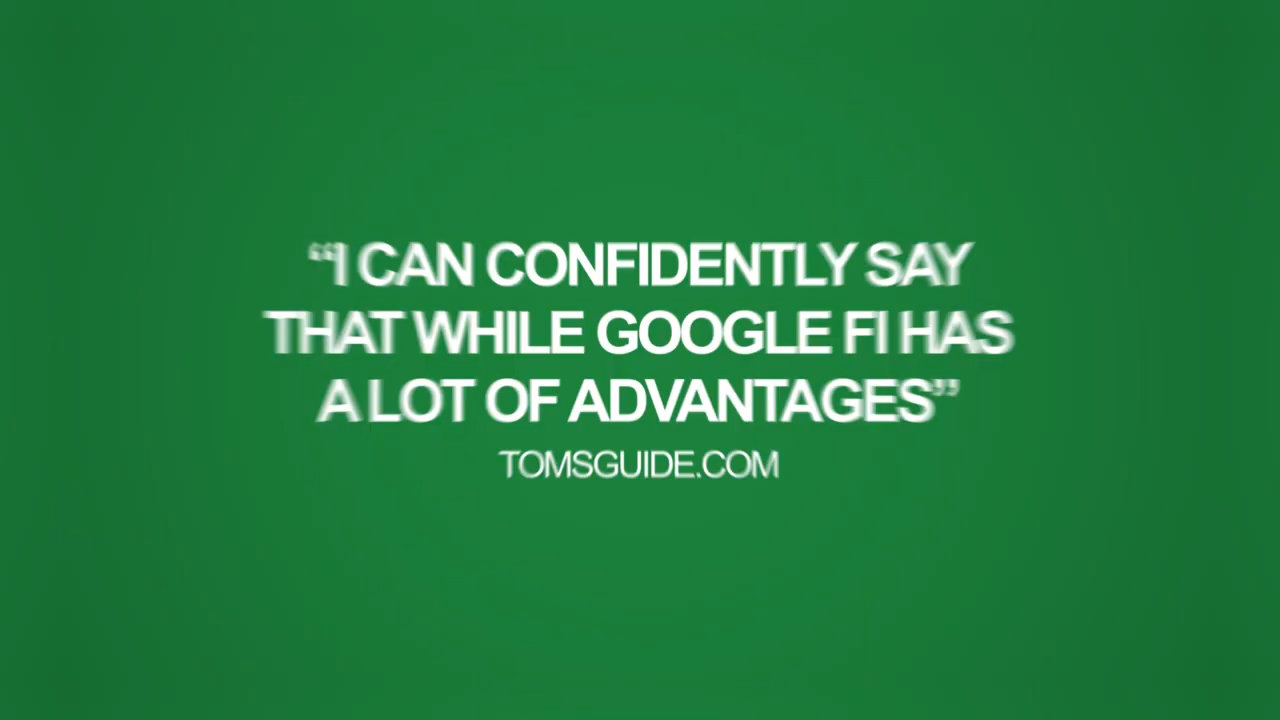 “I CAN CONFIDENTLY SAY
THAT WHILE GOOGLE FI HAS
A LOT OF ADVANTAGES”
TOMSGUIDE.COM